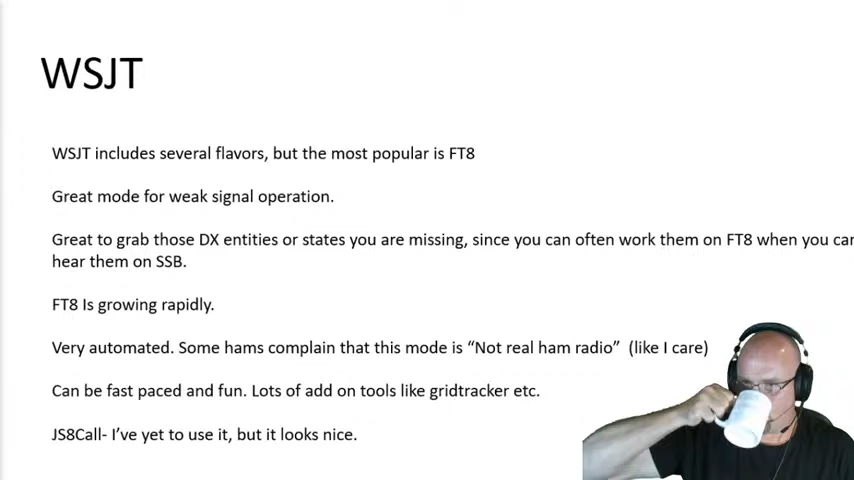 WSJT
WSJT includes several flavors, but the most popular is FT8
Great mode for weak signal operation.
Great to grab those DX entities or states you are missing, since you can often work them on FT8 when you
hear them on SSB.
FT8 Is growing rapidly.
Very automated. Some hams complain that this mode is “Not real ham radio” (like I care)
Can be fast paced and fun. Lots of add on tools like gridtracker etc.
JS8Call- I’ve yet to use it, but it looks nice.